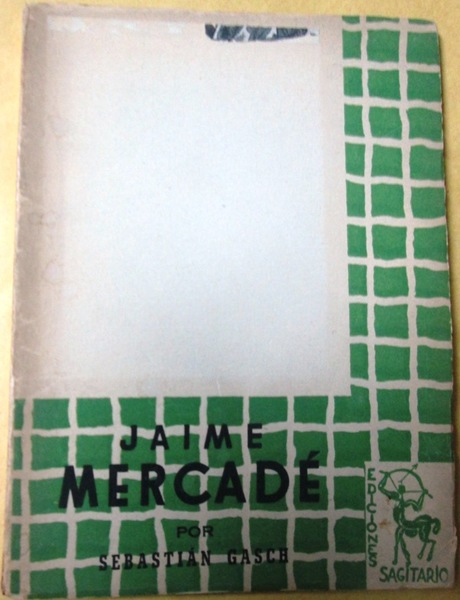 JAIME
MERCADÉ
POR
SEBASTIÁN GASCH
EDICIONES
SAGITARIO